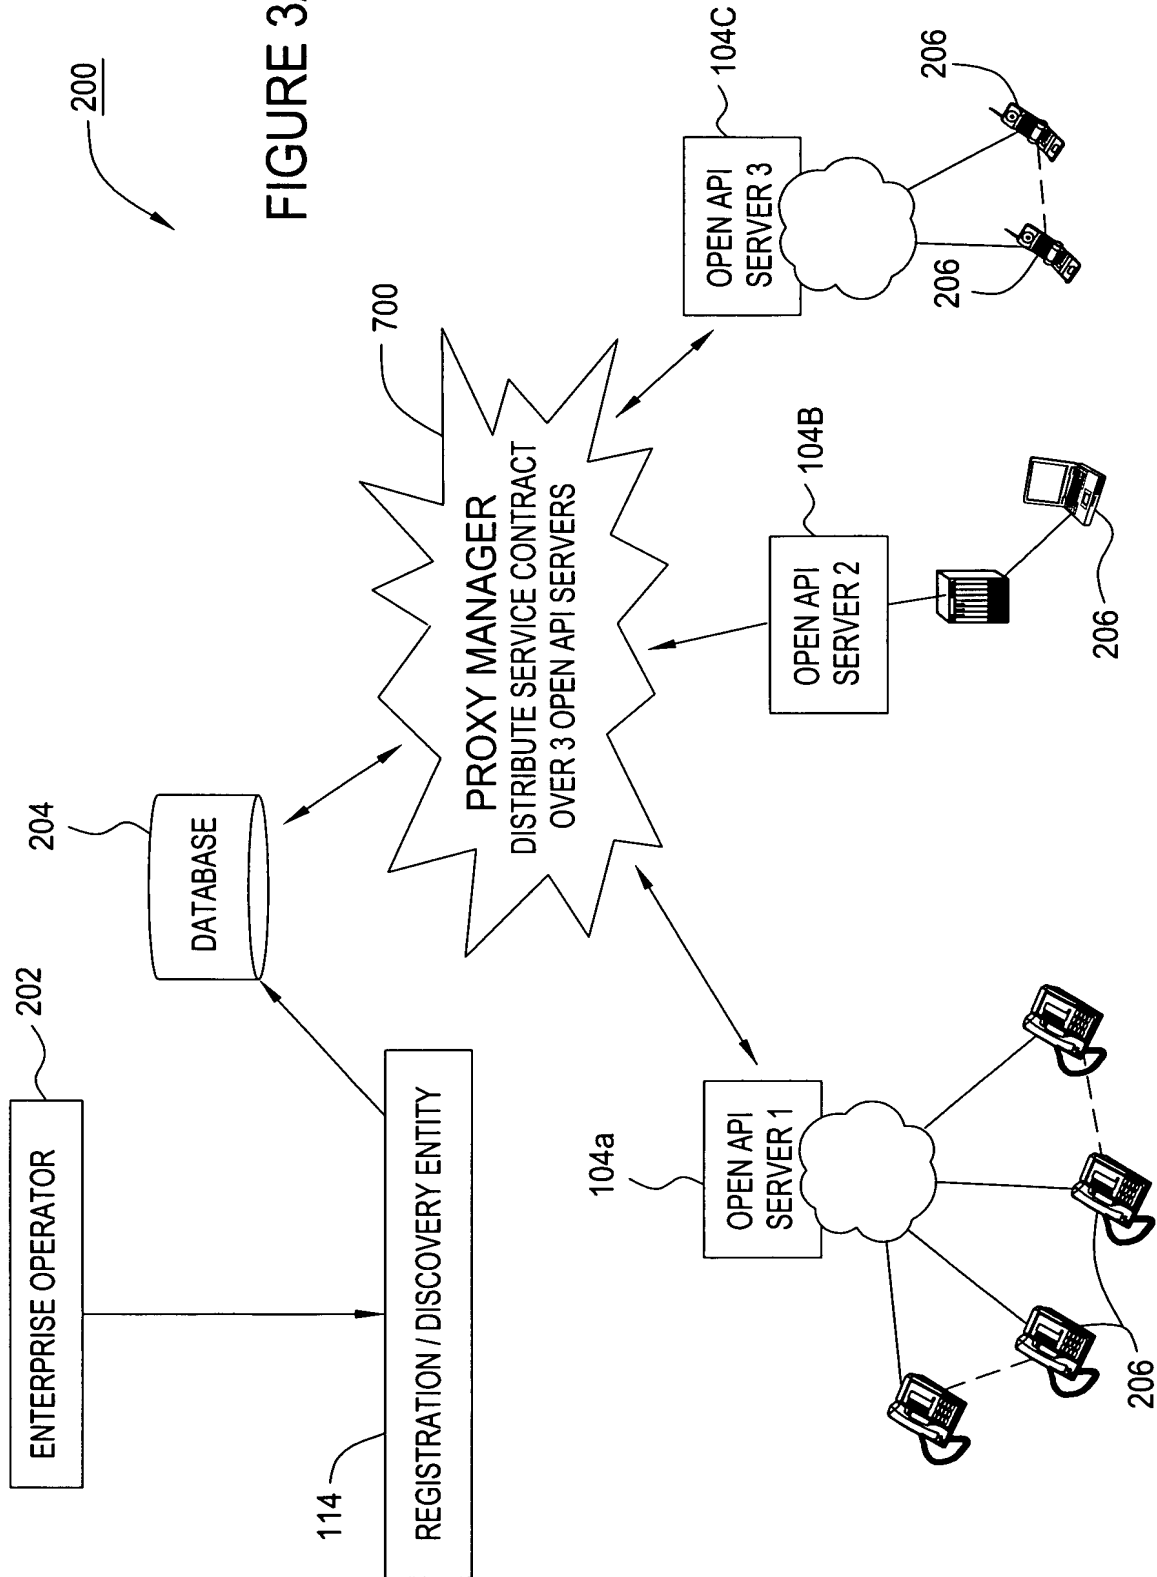 200
FIGURE 3
ENTERPRISE OPERATOR
202
204
DATABASE
114
REGISTRATION / DISCOVERY ENTITY
700
PROXY MANAGER
DISTRIBUTE SERVICE CONTRACT
OVER 3 OPEN API SERVERS
104a
OPEN API
SERVER 1
206
104B
OPEN API
SERVER 2
206
104C
OPEN API
SERVER 3
206
206